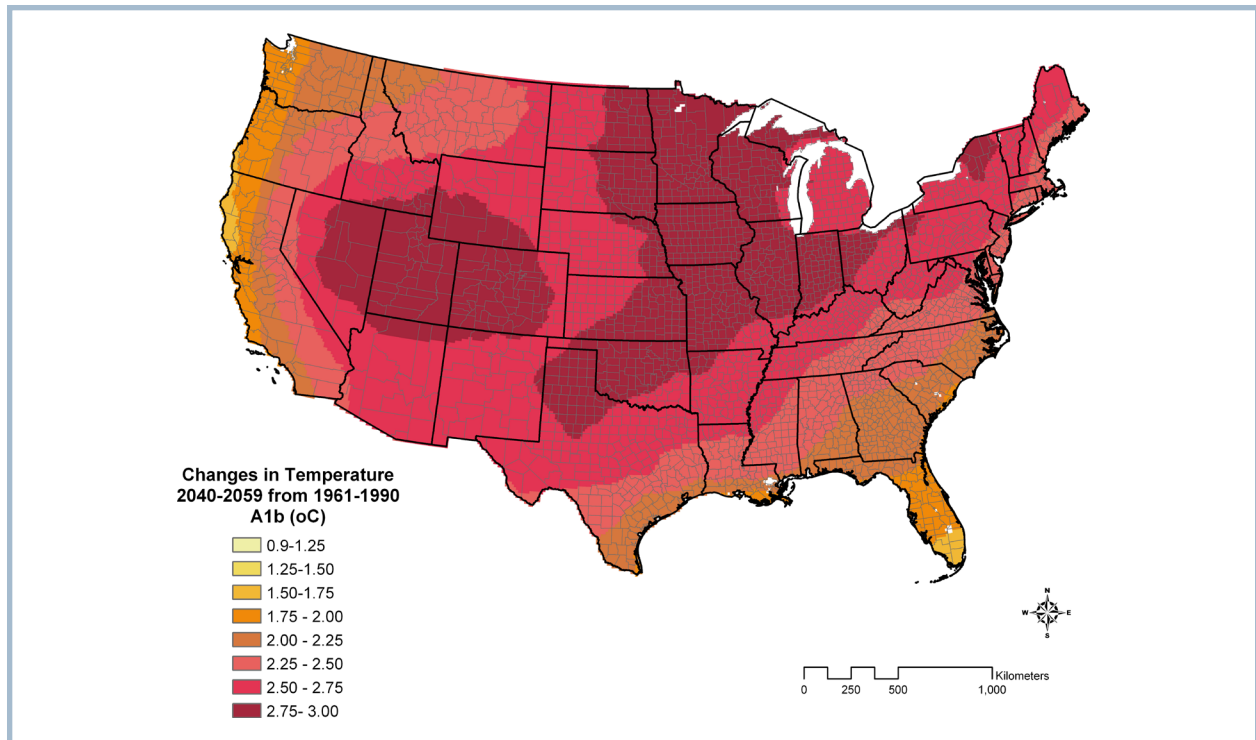 Changes in Temperature
2040-2059 from 1961-1990
A1b (oC)
0.9-1.25
1.25-1.50
1.50-1.75
1.75 - 2.00
2.00 - 2.25
2.25 - 2.50
2.50 - 2.75
2.75- 3.00
N
W E
S
Kilometers
0 250 500 1,000